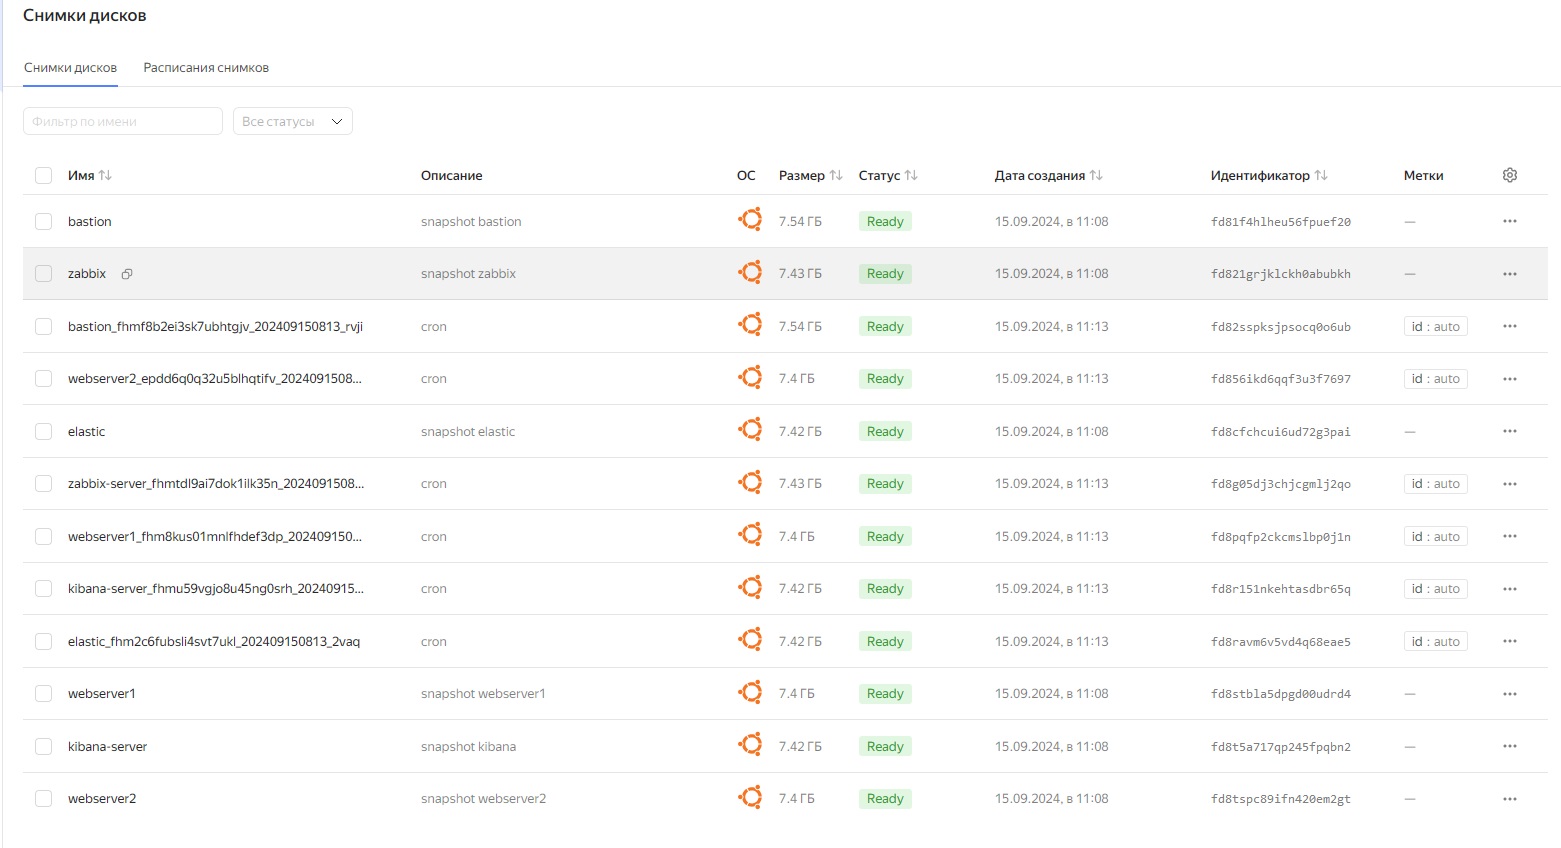 Снимки дисков
Снимки дисков Расписания снимков
Фильтр по имени Все статусы
Имя Описание ОС Размер Статус Дата создания Идентификатор Метки
bastion snapshot bastion 7.54 ГБ Ready 15.09.2024, в 11:08 fd81f4hlheu56fpuef20 —
zabbix snapshot zabbix 7.43 ГБ Ready 15.09.2024, в 11:08 fd821grjklckh0abubkh —
bastion_fhmf8b2ei3sk7ubhtgjv_202409150813_rvji cron 7.54 ГБ Ready 15.09.2024, в 11:13 fd82sspksjpsocq0o6ub id : auto
webserver2_epdd6q0q32u5blhqtifv_2024091508... cron 7.4 ГБ Ready 15.09.2024, в 11:13 fd856ikd6qqf3u3f7697 id : auto
elastic snapshot elastic 7.42 ГБ Ready 15.09.2024, в 11:08 fd8cfchcui6ud72g3pai —
zabbix-server_fhmtdl9ai7dok1ilk35n_2024091508... cron 7.43 ГБ Ready 15.09.2024, в 11:13 fd8g05dj3chjcgmlj2qo id : auto
webserver1_fhm8kus01mnlfhdef3dp_202409150... cron 7.4 ГБ Ready 15.09.2024, в 11:13 fd8pqfp2ckcmslbp0j1n id : auto
kibana-server_fhmu59vgjo8u45ng0srh_20240915... cron 7.42 ГБ Ready 15.09.2024, в 11:13 fd8r151nkehtasdbr65q id : auto
elastic_fhm2c6fubsli4svt7ukl_202409150813_2vaq cron 7.42 ГБ Ready 15.09.2024, в 11:13 fd8ravm6v5vd4q68eae5 id : auto
webserver1 snapshot webserver1 7.4 ГБ Ready 15.09.2024, в 11:08 fd8stbla5dpgd00udrd4 —
kibana-server snapshot kibana 7.42 ГБ Ready 15.09.2024, в 11:08 fd8t5a717qp245fpqbn2 —
webserver2 snapshot webserver2 7.4 ГБ Ready 15.09.2024, в 11:08 fd8tspc89ifn420em2gt —